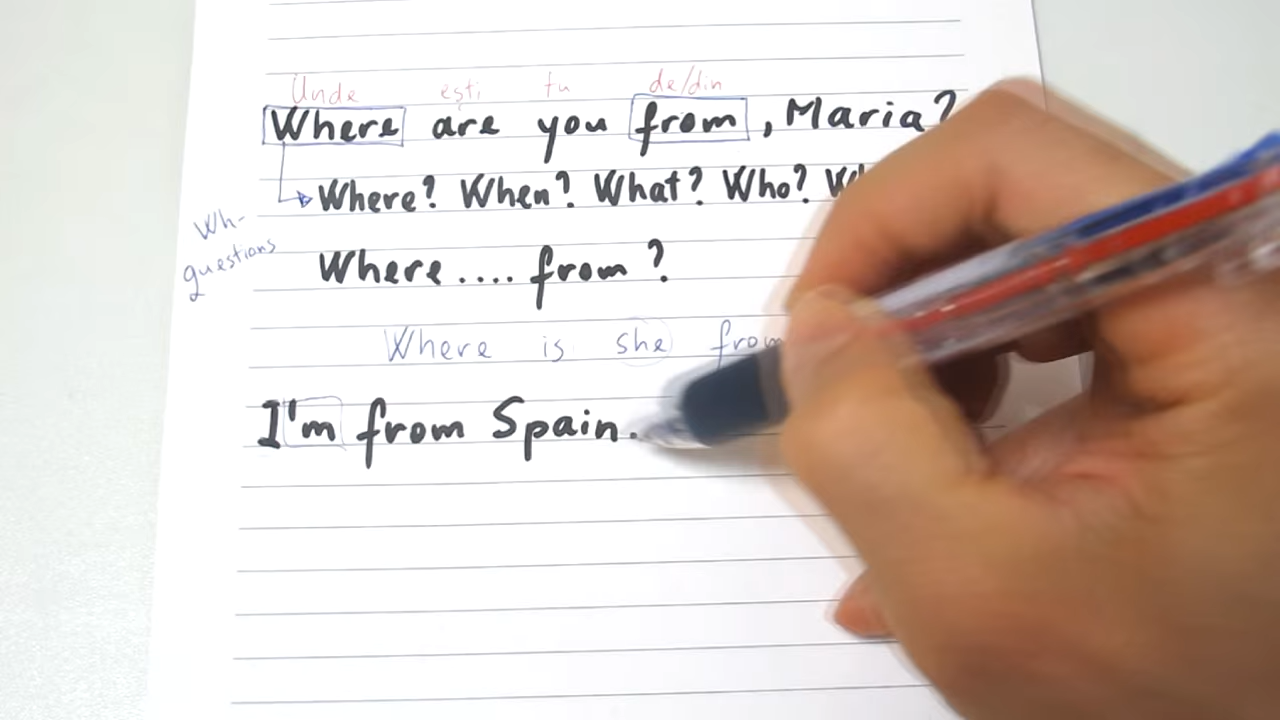 Unde ești tu de/din
Where are you from, Maria?
Where? When? What? Who?
Wh-
questions
Where .... from ?
Where is she from
I'm from Spain.